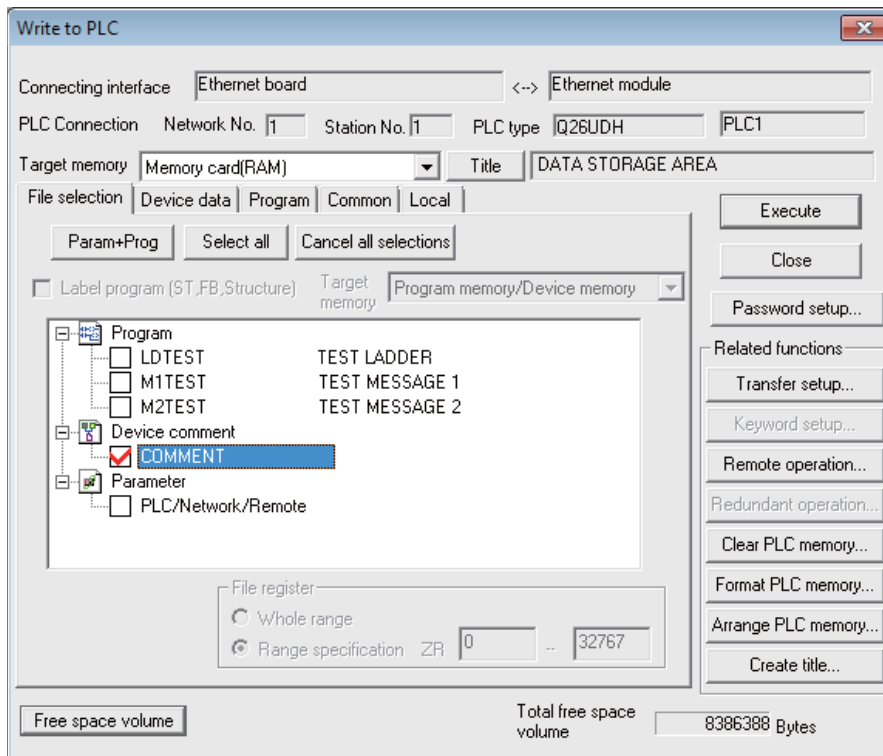 Write to PLC
Connecting interface Ethernet board <--> Ethernet module
PLC Connection Network No. 1 Station No. 1 PLC type Q26UDH PLC1
Target memory Memory card(RAM) Title DATA STORAGE AREA
File selection Device data Program Common Local
Execute
Param+Prog Select all Cancel all selections
Close
Label program (ST,FB,Structure) Target memory Program memory/Device memory
Password setup...
Program
LDTEST TEST LADDER
M1TEST TEST MESSAGE 1
M2TEST TEST MESSAGE 2
Device comment
COMMENT
Parameter
PLC/Network/Remote
Related functions
Transfer setup...
Keyword setup...
Remote operation...
Redundant operation...
Clear PLC memory...
Format PLC memory...
Arrange PLC memory...
Create title...
File register
Whole range
Range specification ZR 0 .. 32767
Free space volume
Total free space volume 8386388 Bytes